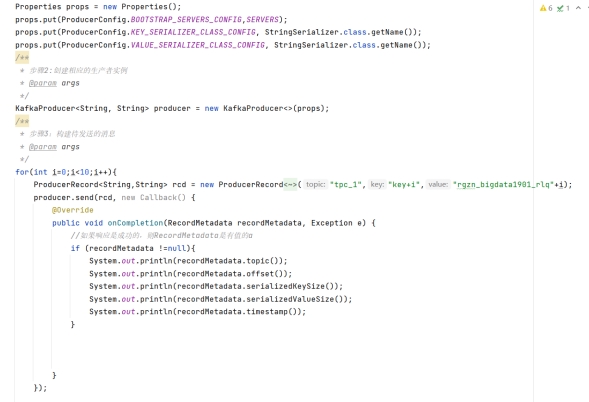 Properties props = new Properties();
6 1
props.put(ProducerConfig.BOOTSTRAP_SERVERS_CONFIG,SERVERS);
props.put(ProducerConfig.KEY_SERIALIZER_CLASS_CONFIG, StringSerializer.class.getName());
props.put(ProducerConfig.VALUE_SERIALIZER_CLASS_CONFIG, StringSerializer.class.getName());
/**
* 步骤2:创建相应的生产者实例
* @param args
*/
KafkaProducer<String, String> producer = new KafkaProducer<>(props);
/**
* 步骤3：构建待发送的消息
* @param args
*/
for(int i=0;i<10;i++){
ProducerRecord<String,String> rcd = new ProducerRecord<~>( topic: "tpc_1", key: "key+i", value: "rgzn_bigdata1901_rlq"+i);
producer.send(rcd, new Callback() {
@Override
public void onCompletion(RecordMetadata recordMetadata, Exception e) {
//如果响应是成功的，则RecordMetadata是有值的a
if (recordMetadata !=null){
System.out.println(recordMetadata.topic());
System.out.println(recordMetadata.offset());
System.out.println(recordMetadata.serializedKeySize());
System.out.println(recordMetadata.serializedValueSize());
System.out.println(recordMetadata.timestamp());
}
}
});